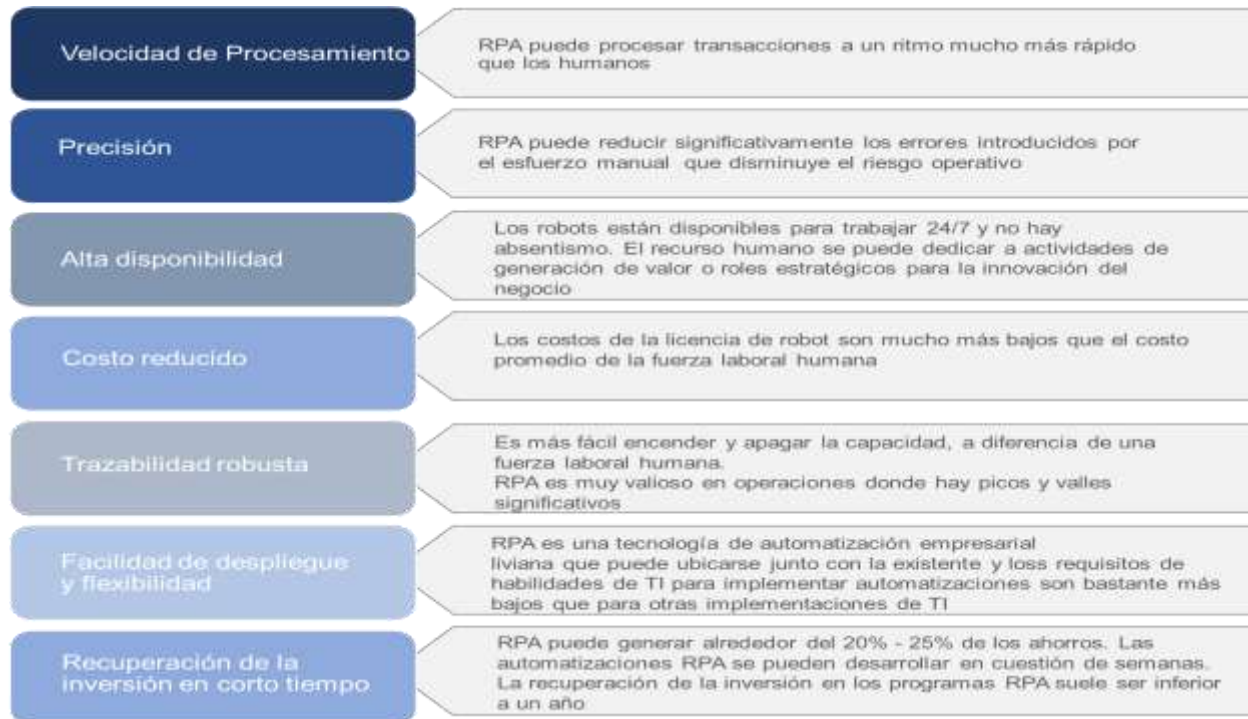 Velocidad de Procesamiento
RPA puede procesar transacciones a un ritmo mucho más rápido
que los humanos
Precisión
RPA puede reducir significativamente los errores introducidos por
el esfuerzo manual que disminuye el riesgo operativo
Alta disponibilidad
Los robots están disponibles para trabajar 24/7 y no hay
absentismo. El recurso humano se puede dedicar a actividades de
generación de valor o roles estratégicos para la innovación del
negocio
Costo reducido
Los costos de la licencia de robot son mucho más bajos que el costo
promedio de la fuerza laboral humana
Trazabilidad robusta
Es más fácil encender y apagar la capacidad, a diferencia de una
fuerza laboral humana.
RPA es muy valioso en operaciones donde hay picos y valles
significativos
Facilidad de despliegue
y flexibilidad
RPA es una tecnología de automatización empresarial
liviana que puede ubicarse junto con la existente y loss requisitos de
habilidades de TI para implementar automatizaciones son bastante más
bajos que para otras implementaciones de TI
Recuperación de la
inversión en corto tiempo
RPA puede generar alrededor del 20% - 25% de los ahorros. Las
automatizaciones RPA se pueden desarrollar en cuestión de semanas.
La recuperación de la inversión en los programas RPA suele ser inferior
a un año